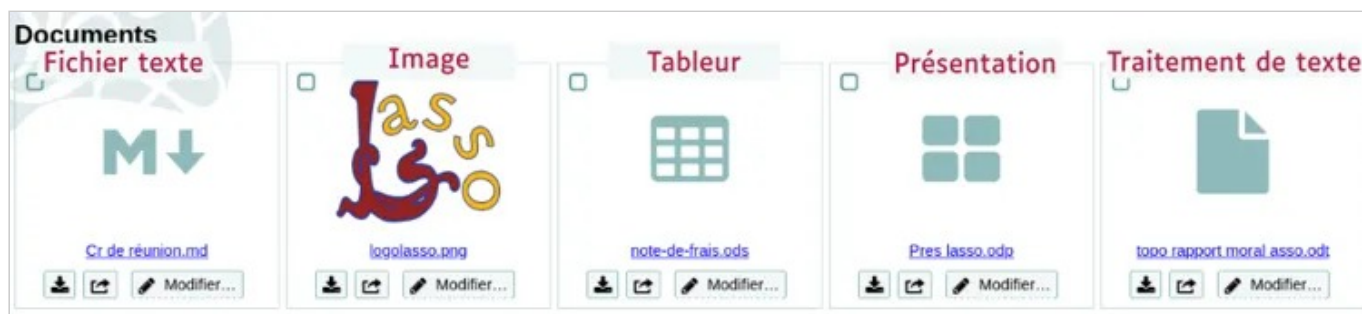 Documents
Fichier texte
Image
Tableur
Présentation
Traitement de texte
M
lasso
Cr de réunion.md
logolasso.png
note-de-frais.ods
Pres lasso.odp
topo rapport moral asso.odt
Modifier...
Modifier...
Modifier...
Modifier...
Modifier...